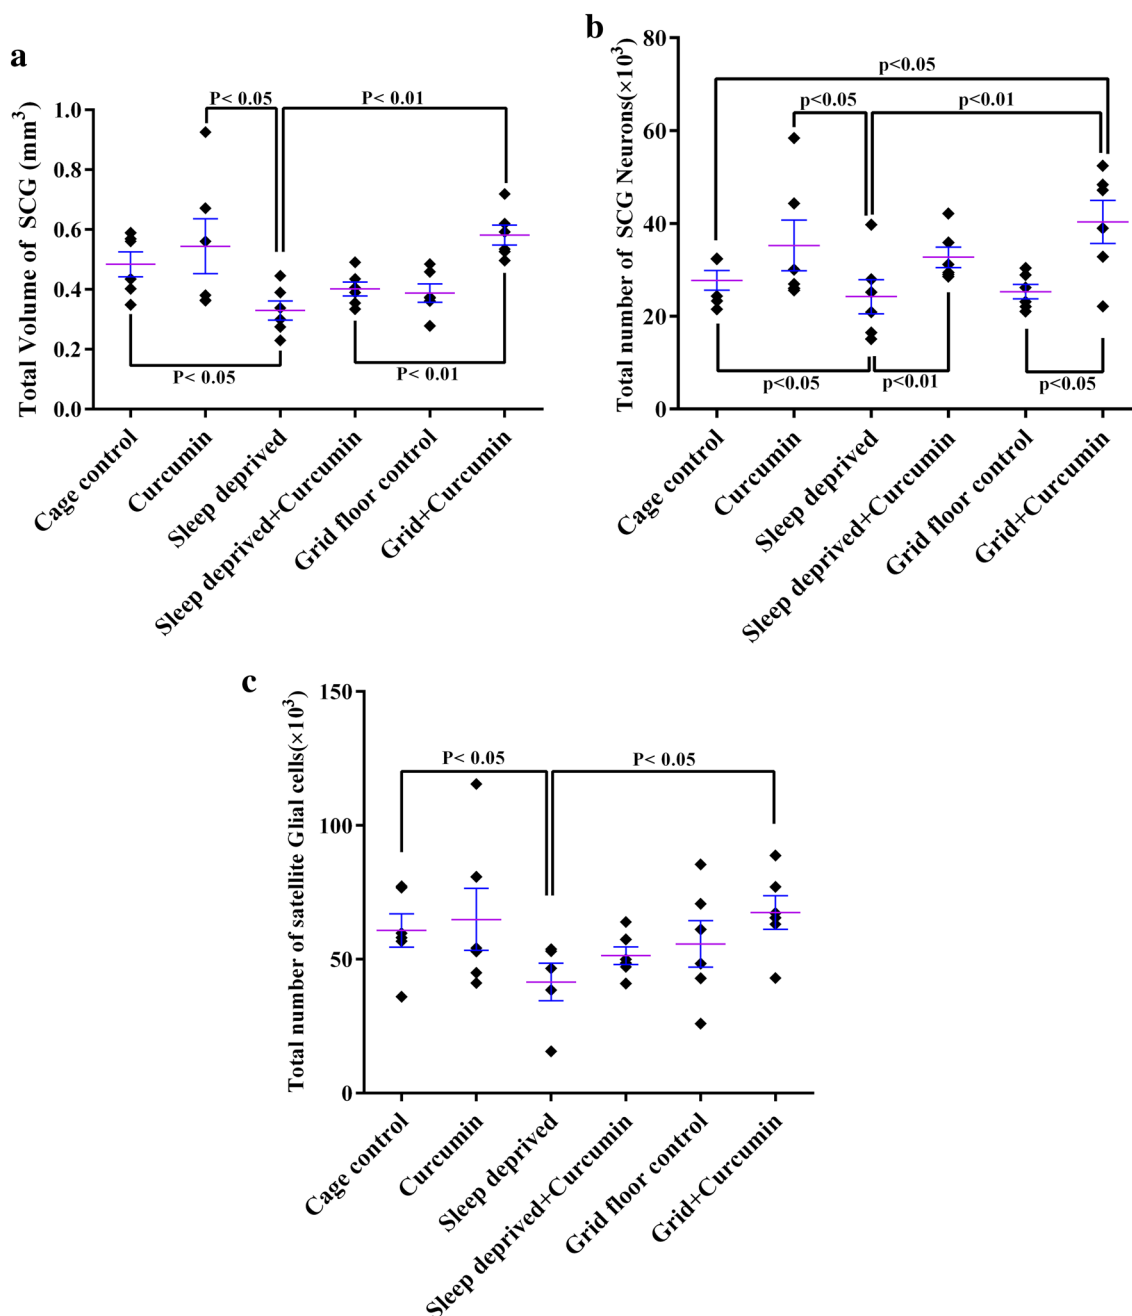 a
Total Volume of SCG (mm³)
1.0
0.8
0.6
0.4
0.2
0.0
P< 0.05
P< 0.01
P< 0.05
P< 0.01
Cage control
Curcumin
Sleep deprived
Sleep deprived+Curcumin
Grid floor control
Grid+Curcumin
b
Total number of SCG Neurons(×10³)
80
60
40
20
0
p<0.05
p<0.05
p<0.01
p<0.05
p<0.01
p<0.05
Cage control
Curcumin
Sleep deprived
Sleep deprived+Curcumin
Grid floor control
Grid+Curcumin
c
Total number of satellite Glial cells(×10³)
150
100
50
0
P< 0.05
P< 0.05
Cage control
Curcumin
Sleep deprived
Sleep deprived+Curcumin
Grid floor control
Grid+Curcumin